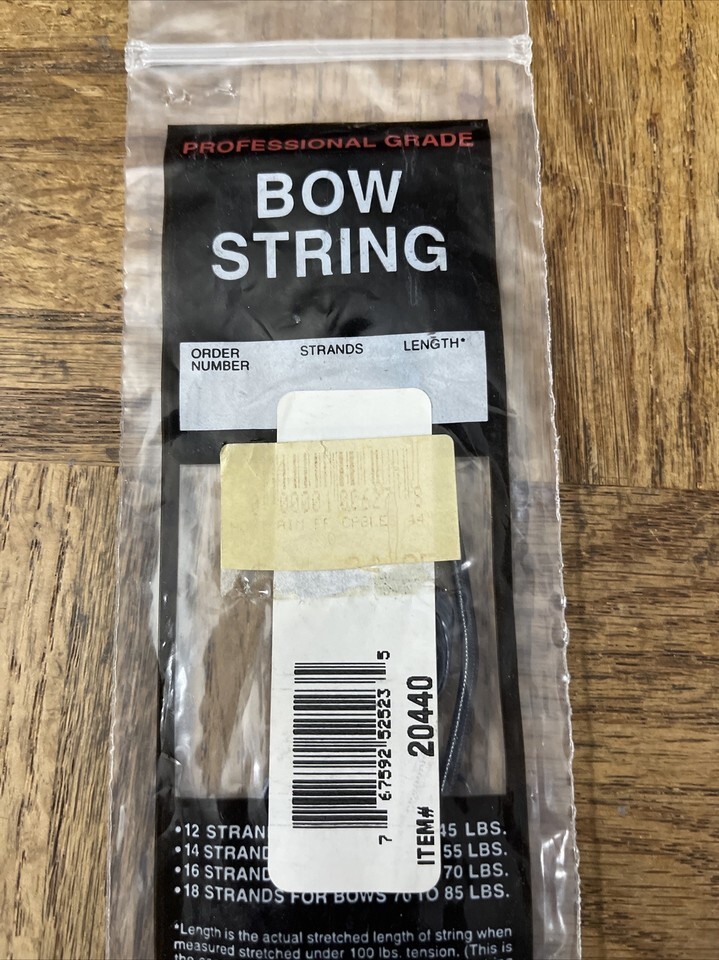 PROFESSIONAL GRADE
BOW
STRING
ORDER
NUMBER
STRANDS
LENGTH*
CABLE 44
7 67592 52523 5
ITEM# 20440
•12 STRAN 45 LBS.
•14 STRAND 55 LBS.
•16 STRAND 70 LBS.
•18 STRANDS FOR BOWS 70 TO 85 LBS.
*Length is the actual stretched length of string when
measured stretched under 100 lbs. tension. (This is